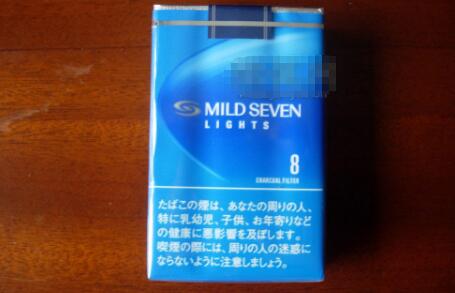 MILD SEVEN
LIGHTS
8
CHARCOAL FILTER
たばこの煙は、あなたの周りの人、
特に乳幼児、子供、お年寄りなど
の健康に悪影響を及ぼします。
喫煙の際には、周りの人の迷惑に
ならないように注意しましょう。